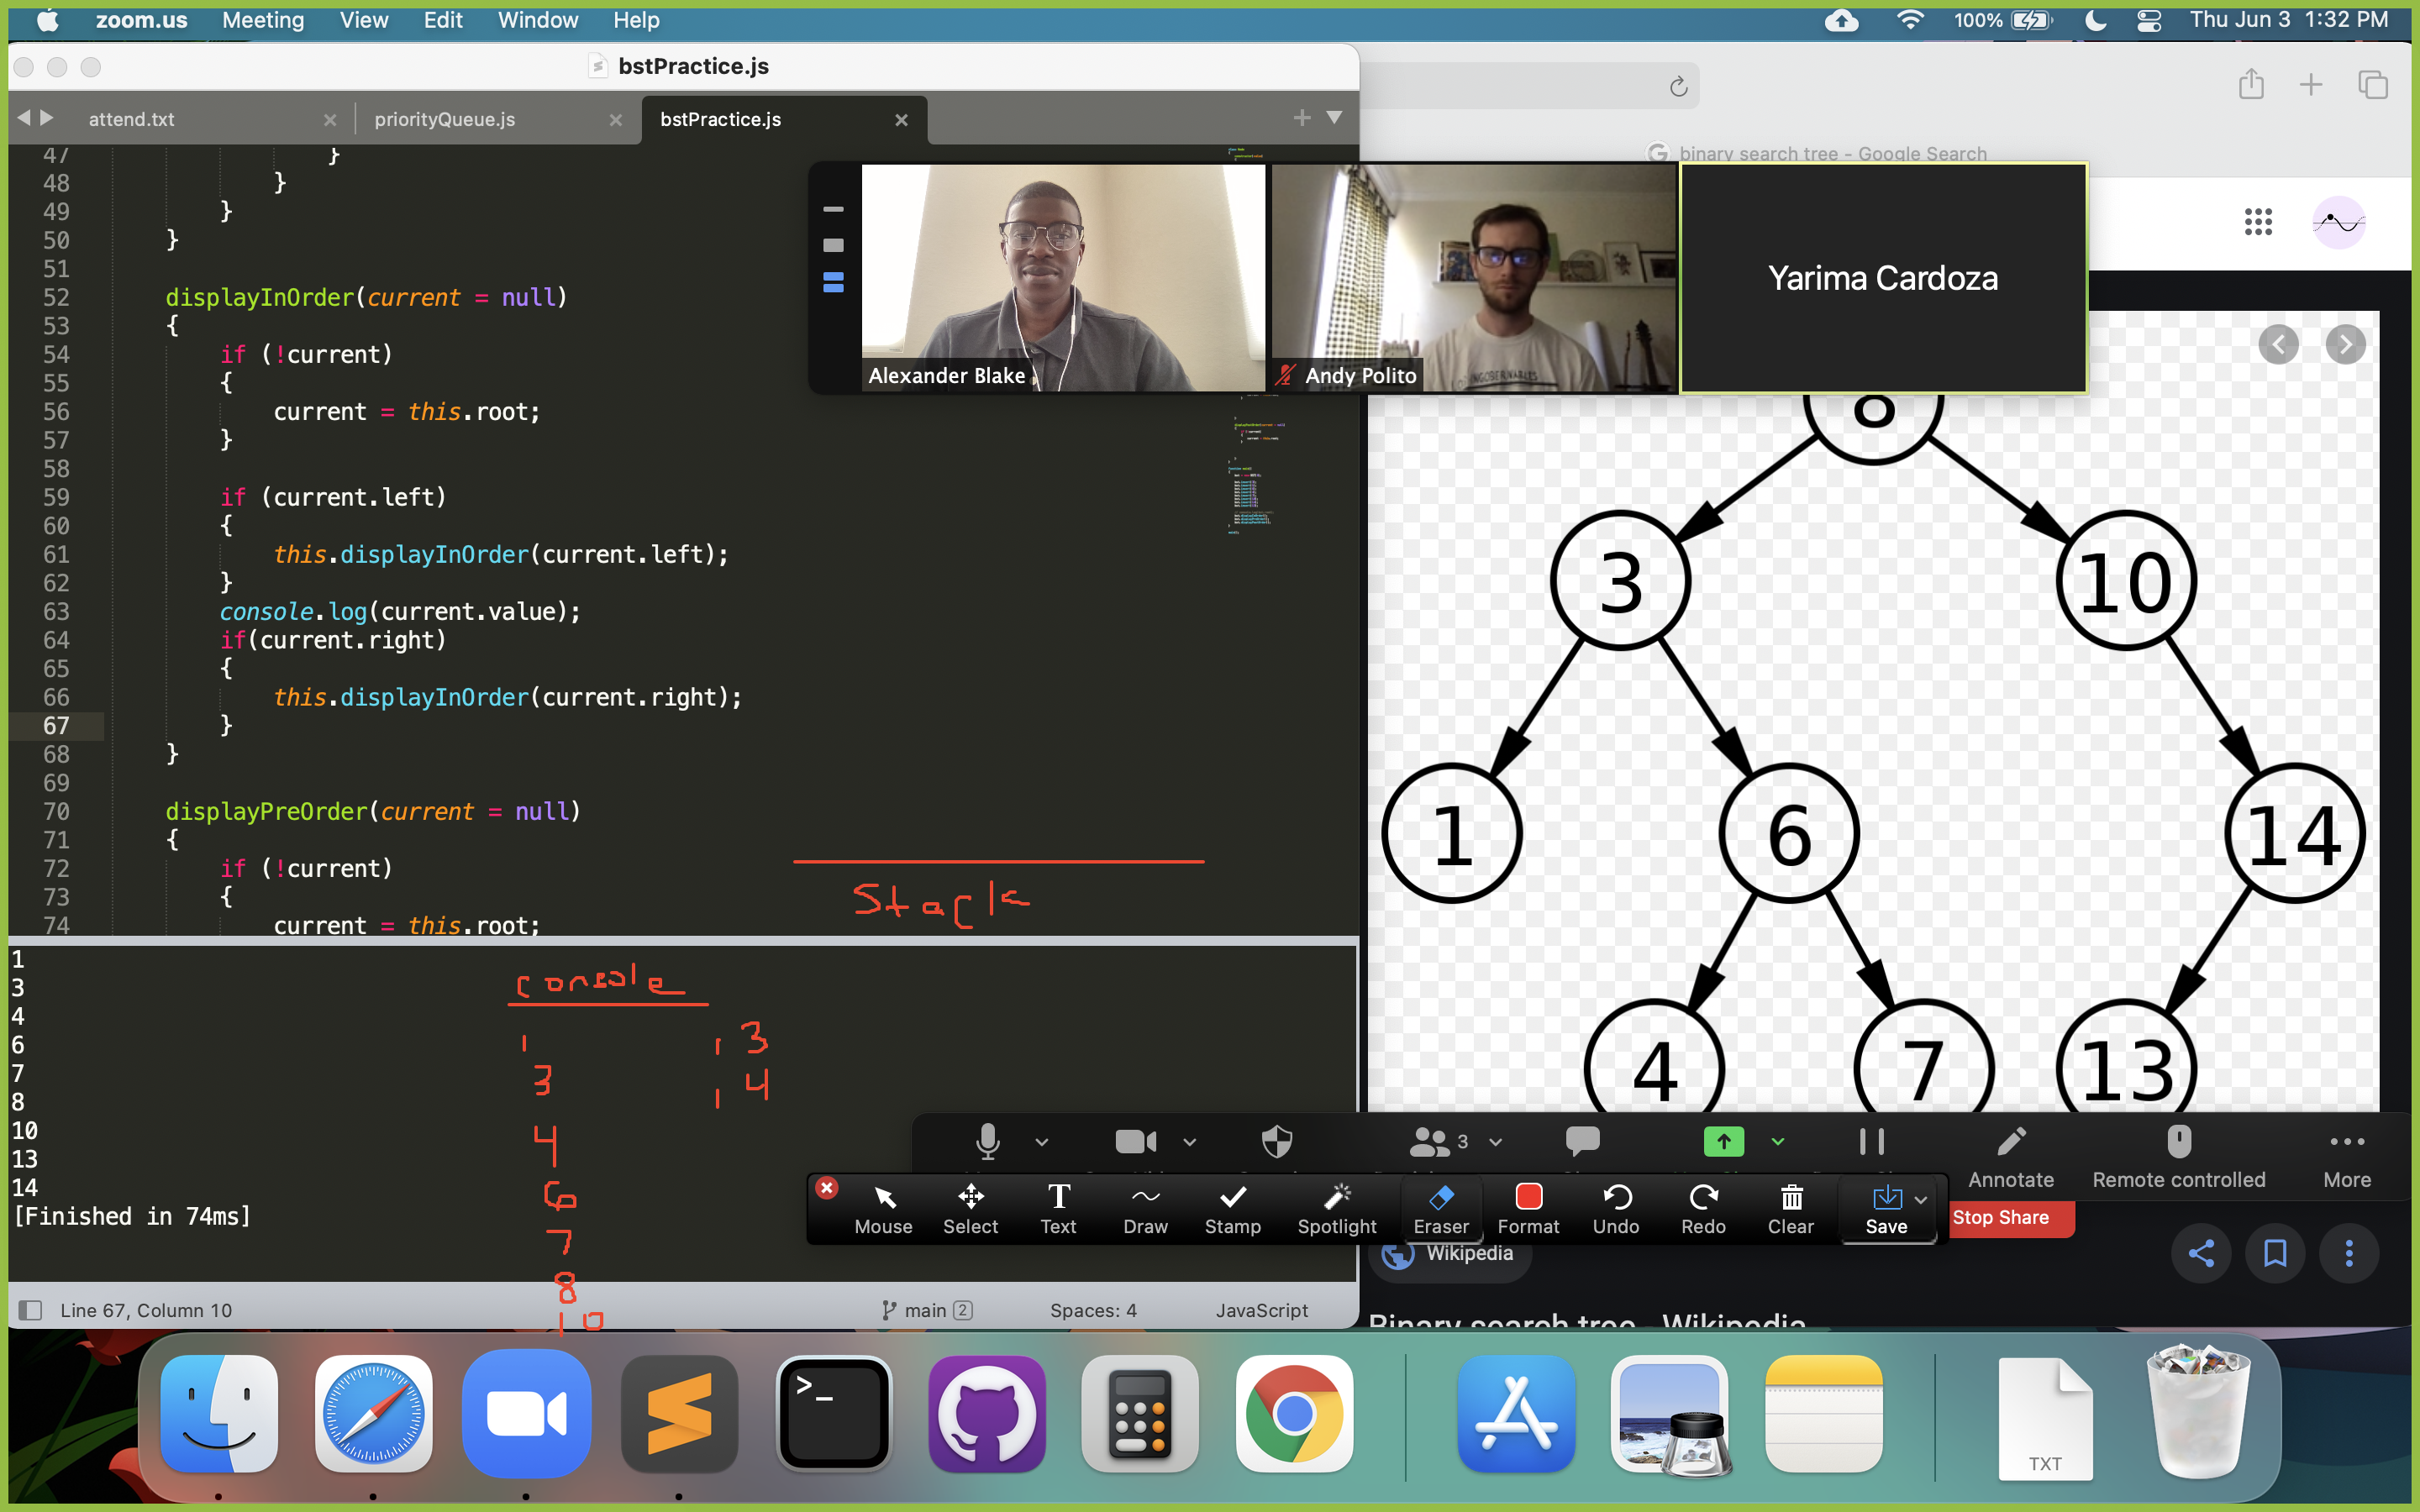 zoom.us Meeting View Edit Window Help 100% Thu Jun 3 1:32 PM
bstPractice.js
attend.txt priorityQueue.js bstPractice.js
binary search tree - Google Search
47 }
48 }
49 }
50 }
51
52 displayInOrder(current = null)
53 {
54 if (!current)
55 {
56 current = this.root;
57 }
58
59 if (current.left)
60 {
61 this.displayInOrder(current.left);
62 }
63 console.log(current.value);
64 if(current.right)
65 {
66 this.displayInOrder(current.right);
67 }
68 }
69
70 displayPreOrder(current = null)
71 {
72 if (!current)
73 {
74 current = this.root;
Alexander Blake
Andy Polito
Yarima Cardoza
8
3 10
1 6 14
4 7 13
Stack
1
3
4
6
7
8
10
13
14
[Finished in 74ms]
console
1
3
4
6
7
8
10
1 3
1 4
3
Annotate Remote controlled More
Mouse Select Text Draw Stamp Spotlight Eraser Format Undo Redo Clear Save
Stop Share
Wikipedia
Binary search tree - Wikipedia
Line 67, Column 10 main 2 Spaces: 4 JavaScript
TXT